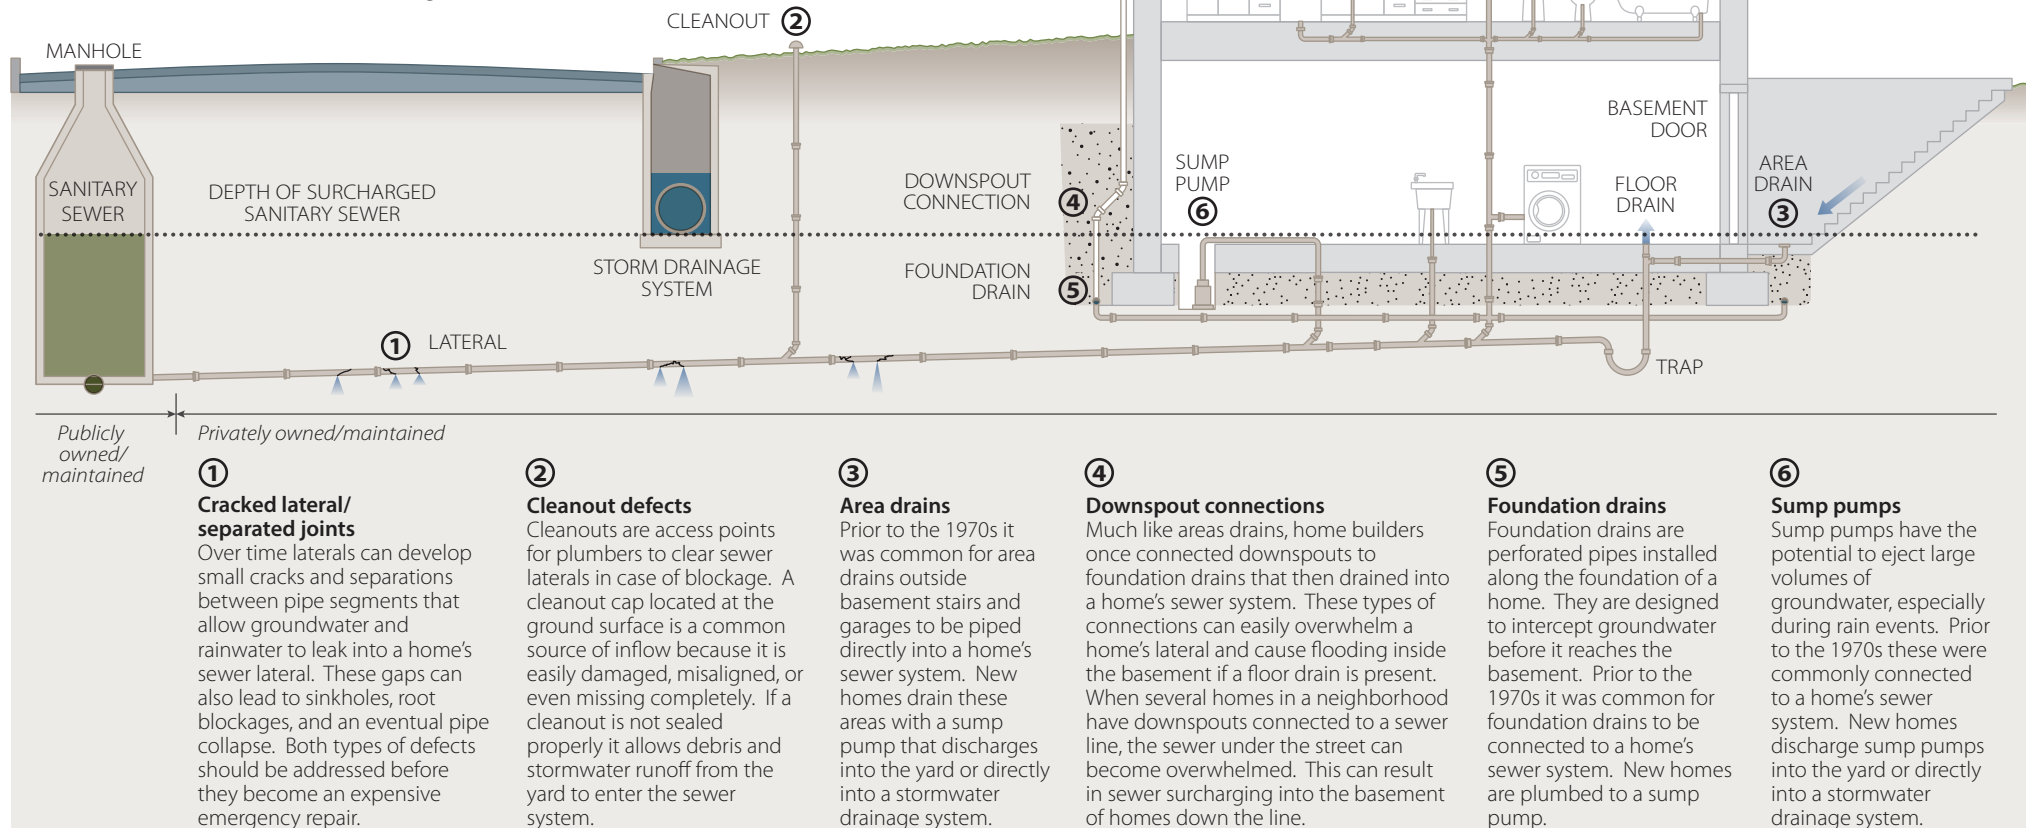 CLEANOUT 2
MANHOLE
BASEMENT
DOOR
SANITARY
SEWER
DEPTH OF SURCHARGED
SANITARY SEWER
DOWNSPOUT
CONNECTION
4
SUMP
PUMP
6
FLOOR
DRAIN
AREA
DRAIN
3
STORM DRAINAGE
SYSTEM
FOUNDATION
DRAIN
5
1 LATERAL
TRAP
Publicly
owned/
maintained
Privately owned/maintained
1
Cracked lateral/
separated joints
Over time laterals can develop
small cracks and separations
between pipe segments that
allow groundwater and
rainwater to leak into a home's
sewer lateral. These gaps can
also lead to sinkholes, root
blockages, and an eventual pipe
collapse. Both types of defects
should be addressed before
they become an expensive
emergency repair.
2
Cleanout defects
Cleanouts are access points
for plumbers to clear sewer
laterals in case of blockage. A
cleanout cap located at the
ground surface is a common
source of inflow because it is
easily damaged, misaligned, or
even missing completely. If a
cleanout is not sealed
properly it allows debris and
stormwater runoff from the
yard to enter the sewer
system.
3
Area drains
Prior to the 1970s it
was common for area
drains outside
basement stairs and
garages to be piped
directly into a home's
sewer system. New
homes drain these
areas with a sump
pump that discharges
into the yard or directly
into a stormwater
drainage system.
4
Downspout connections
Much like areas drains, home builders
once connected downspouts to
foundation drains that then drained into
a home's sewer system. These types of
connections can easily overwhelm a
home's lateral and cause flooding inside
the basement if a floor drain is present.
When several homes in a neighborhood
have downspouts connected to a sewer
line, the sewer under the street can
become overwhelmed. This can result
in sewer surcharging into the basement
of homes down the line.
5
Foundation drains
Foundation drains are
perforated pipes installed
along the foundation of a
home. They are designed
to intercept groundwater
before it reaches the
basement. Prior to the
1970s it was common for
foundation drains to be
connected to a home's
sewer system. New homes
are plumbed to a sump
pump.
6
Sump pumps
Sump pumps have the
potential to eject large
volumes of
groundwater, especially
during rain events. Prior
to the 1970s these were
commonly connected
to a home's sewer
system. New homes
discharge sump pumps
into the yard or directly
into a stormwater
drainage system.